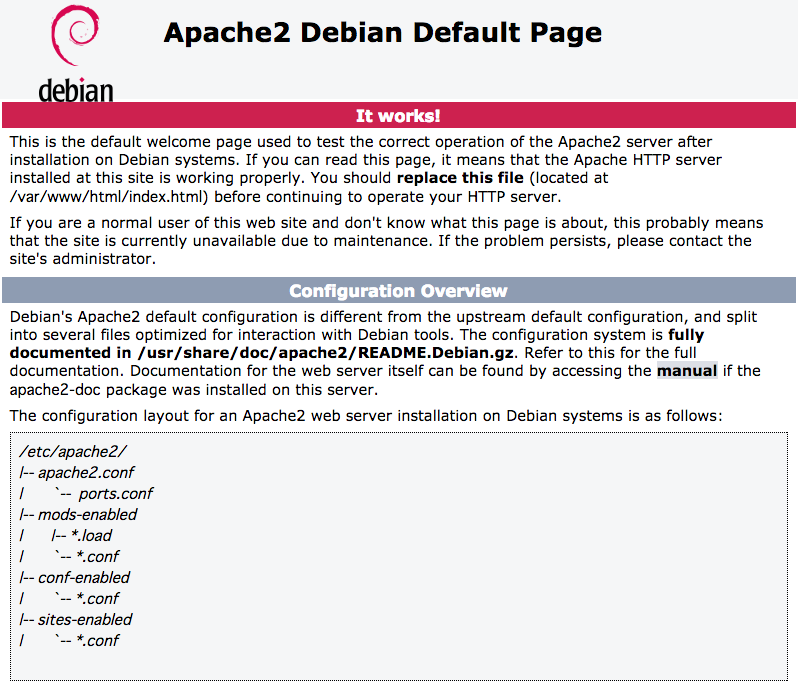 debian
Apache2 Debian Default Page
It works!
This is the default welcome page used to test the correct operation of the Apache2 server after
installation on Debian systems. If you can read this page, it means that the Apache HTTP server
installed at this site is working properly. You should replace this file (located at
/var/www/html/index.html) before continuing to operate your HTTP server.
If you are a normal user of this web site and don't know what this page is about, this probably means
that the site is currently unavailable due to maintenance. If the problem persists, please contact the
site's administrator.
Configuration Overview
Debian's Apache2 default configuration is different from the upstream default configuration, and split
into several files optimized for interaction with Debian tools. The configuration system is fully
documented in /usr/share/doc/apache2/README.Debian.gz. Refer to this for the full
documentation. Documentation for the web server itself can be found by accessing the manual if the
apache2-doc package was installed on this server.
The configuration layout for an Apache2 web server installation on Debian systems is as follows:
/etc/apache2/
|-- apache2.conf
|       `--  ports.conf
|-- mods-enabled
|       |-- *.load
|       `-- *.conf
|-- conf-enabled
|       `-- *.conf
|-- sites-enabled
|       `-- *.conf